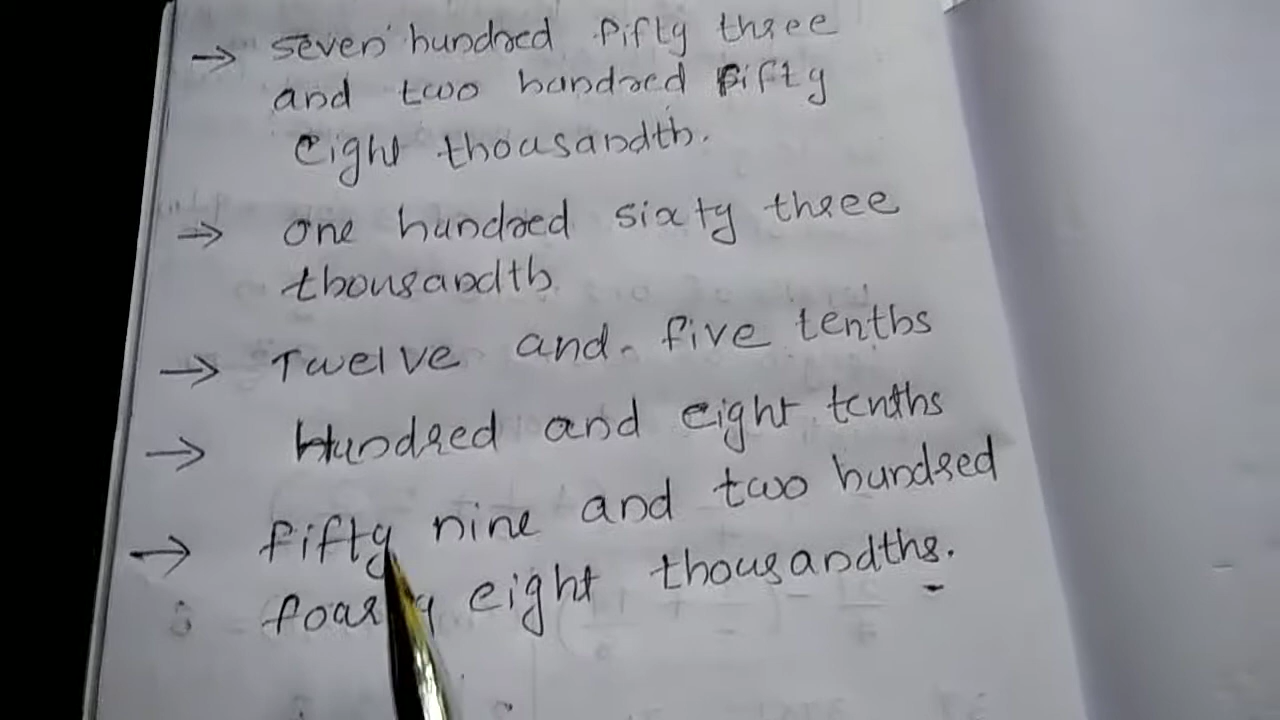 → seven hundred fifty three
and two hundred fifty
eight thousandth.
→ one hundred sixty three
thousandth
→ Twelve and five tenths
→ Hundred and eight tenths
→ fifty nine and two hundred
eight thousandths.